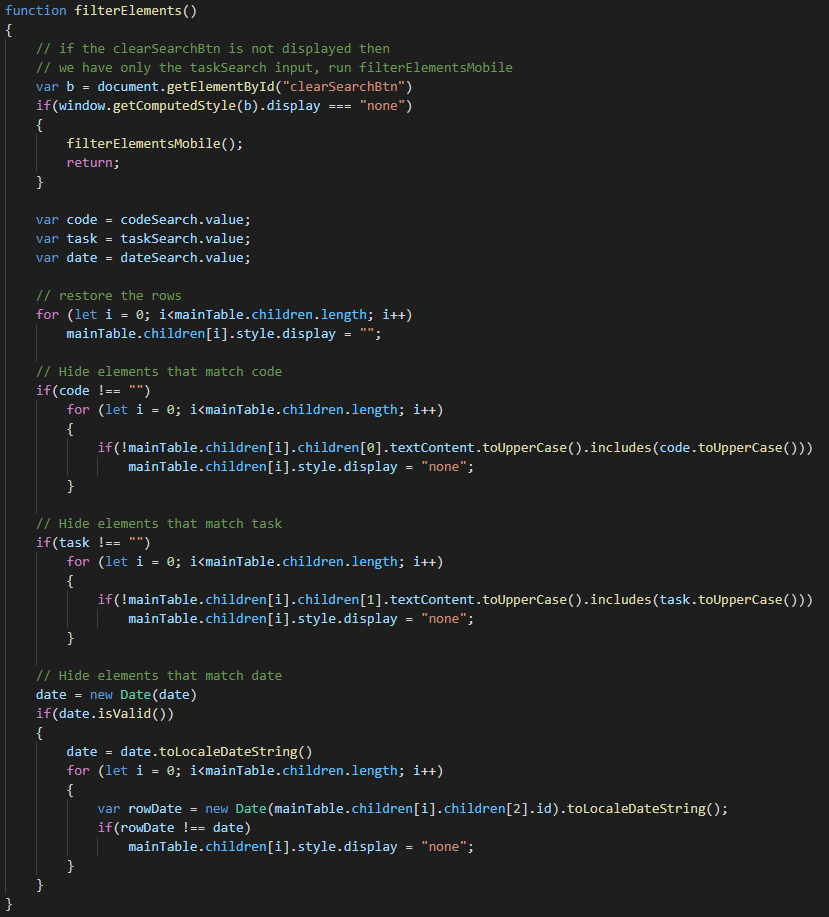 function filterElements()
{
    // if the clearSearchBtn is not displayed then
    // we have only the taskSearch input, run filterElementsMobile
    var b = document.getElementById("clearSearchBtn")
    if(window.getComputedStyle(b).display === "none")
    {
        filterElementsMobile();
        return;
    }

    var code = codeSearch.value;
    var task = taskSearch.value;
    var date = dateSearch.value;

    // restore the rows
    for (let i = 0; i<mainTable.children.length; i++)
        mainTable.children[i].style.display = "";

    // Hide elements that match code
    if(code !== "")
        for (let i = 0; i<mainTable.children.length; i++)
        {
            if(!mainTable.children[i].children[0].textContent.toUpperCase().includes(code.toUpperCase()))
                mainTable.children[i].style.display = "none";
        }

    // Hide elements that match task
    if(task !== "")
        for (let i = 0; i<mainTable.children.length; i++)
        {
            if(!mainTable.children[i].children[1].textContent.toUpperCase().includes(task.toUpperCase()))
                mainTable.children[i].style.display = "none";
        }

    // Hide elements that match date
    date = new Date(date)
    if(date.isValid())
    {
        date = date.toLocaleDateString()
        for (let i = 0; i<mainTable.children.length; i++)
        {
            var rowDate = new Date(mainTable.children[i].children[2].id).toLocaleDateString();
            if(rowDate !== date)
                mainTable.children[i].style.display = "none";
        }
    }
}